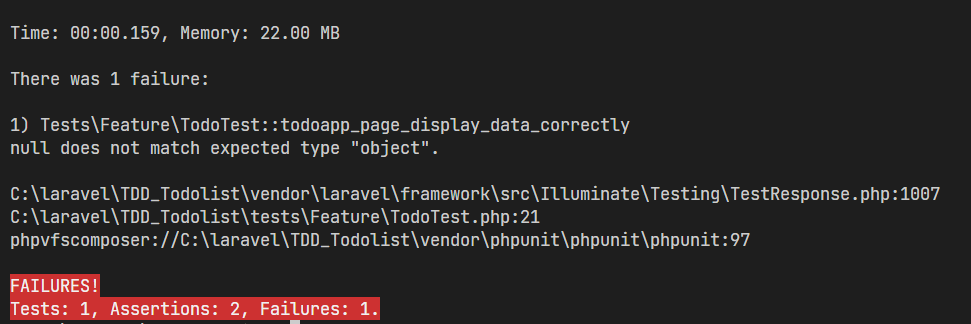 Time: 00:00.159, Memory: 22.00 MB
There was 1 failure:
1) Tests\Feature\TodoTest::todoapp_page_display_data_correctly
null does not match expected type "object".
C:\laravel\TDD_Todolist\vendor\laravel\framework\src\Illuminate\Testing\TestResponse.php:1007
C:\laravel\TDD_Todolist\tests\Feature\TodoTest.php:21
phpvfscomposer://C:\laravel\TDD_Todolist\vendor\phpunit\phpunit\phpunit:97
FAILURES!
Tests: 1, Assertions: 2, Failures: 1.